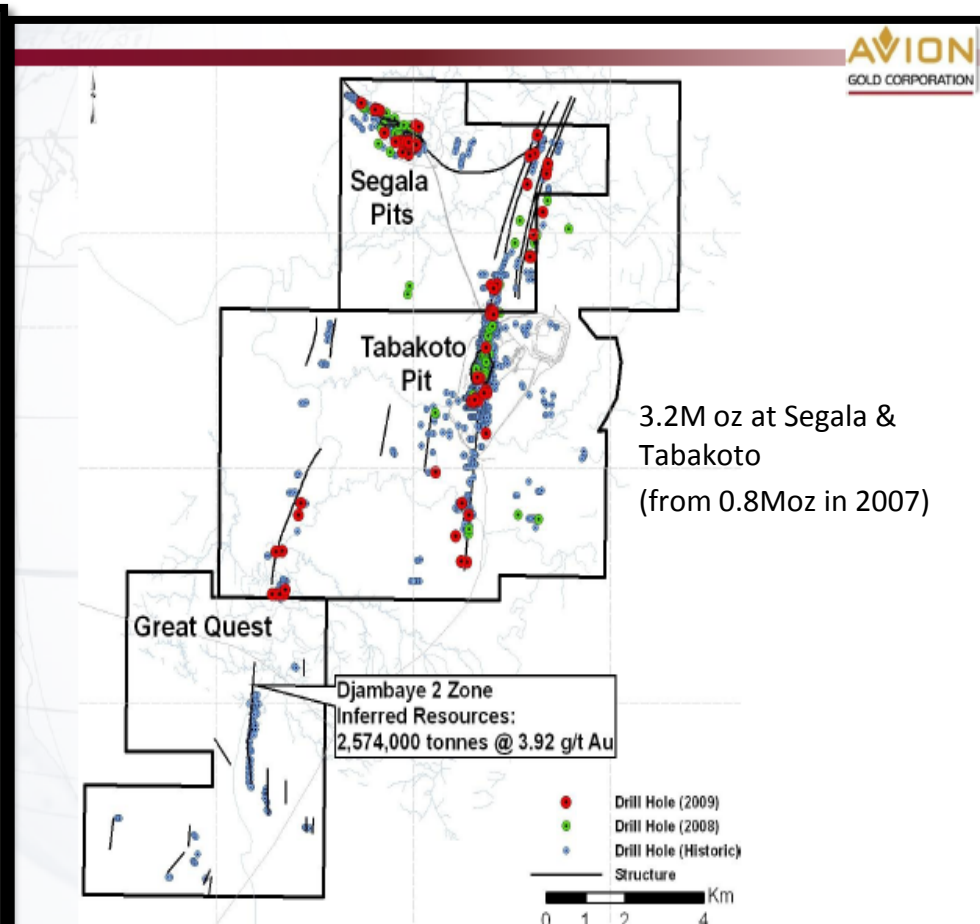 AVION
GOLD CORPORATION
Segala
Pits
Tabakoto
Pit
3.2M oz at Segala &
Tabakoto
(from 0.8Moz in 2007)
Great Quest
Djambaye 2 Zone
Inferred Resources:
2,574,000 tonnes @ 3.92 g/t Au
Drill Hole (2009)
Drill Hole (2008)
Drill Hole (Historic)
Structure
Km
0 1 2 4